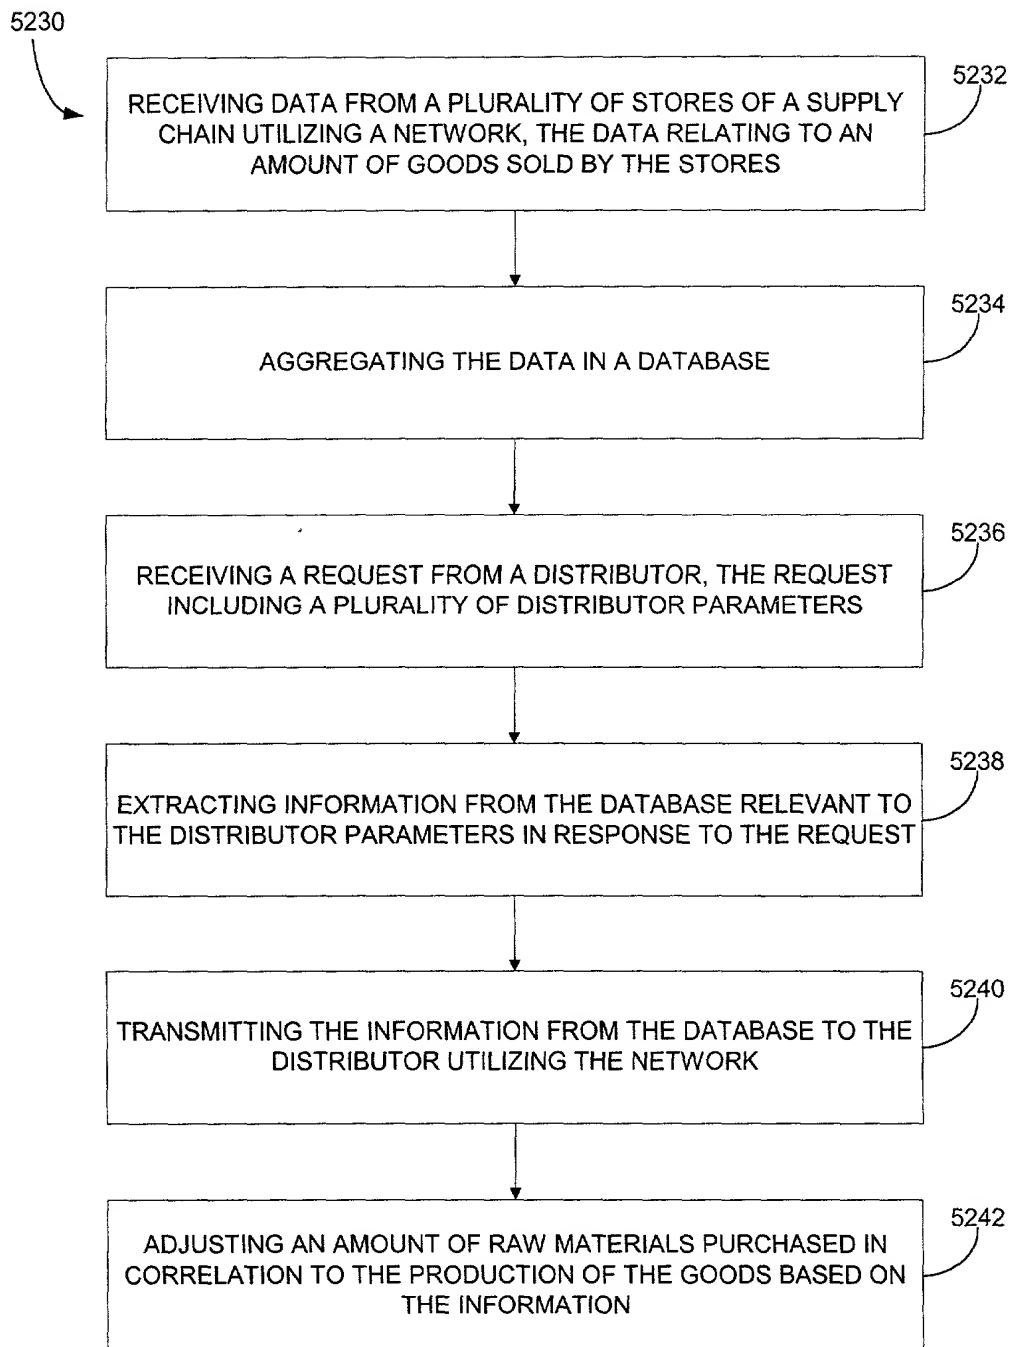 5230
5232
RECEIVING DATA FROM A PLURALITY OF STORES OF A SUPPLY
CHAIN UTILIZING A NETWORK, THE DATA RELATING TO AN
AMOUNT OF GOODS SOLD BY THE STORES
5234
AGGREGATING THE DATA IN A DATABASE
5236
RECEIVING A REQUEST FROM A DISTRIBUTOR, THE REQUEST
INCLUDING A PLURALITY OF DISTRIBUTOR PARAMETERS
5238
EXTRACTING INFORMATION FROM THE DATABASE RELEVANT TO
THE DISTRIBUTOR PARAMETERS IN RESPONSE TO THE REQUEST
5240
TRANSMITTING THE INFORMATION FROM THE DATABASE TO THE
DISTRIBUTOR UTILIZING THE NETWORK
5242
ADJUSTING AN AMOUNT OF RAW MATERIALS PURCHASED IN
CORRELATION TO THE PRODUCTION OF THE GOODS BASED ON
THE INFORMATION